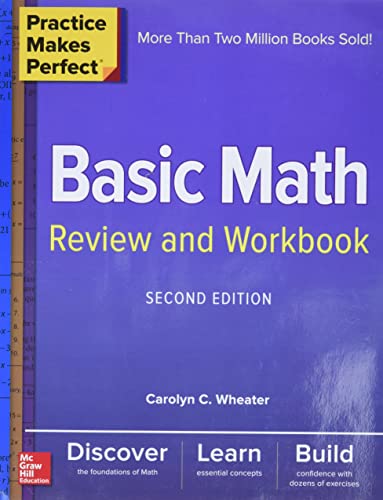 Practice
Makes
Perfect®
More Than Two Million Books Sold!
Basic Math
Review and Workbook
SECOND EDITION
Carolyn C. Wheater
Mc
Graw
Hill
Education
Discover
the foundations of Math
Learn
essential concepts
Build
confidence with
dozens of exercises